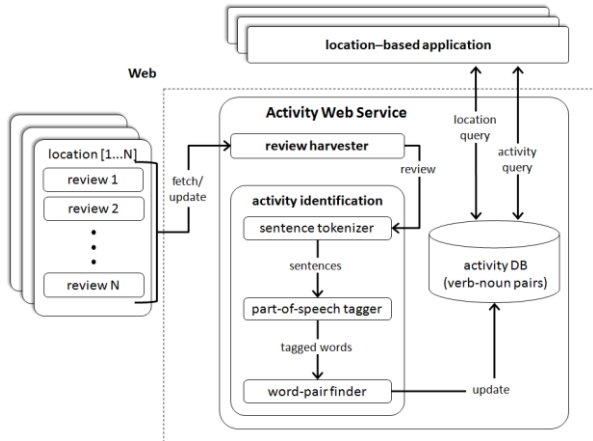 location–based application
Web
Activity Web Service
location
query
activity
query
location [1...N]
review 1
review 2
review N
fetch/
update
review harvester
review
activity identification
sentence tokenizer
sentences
part-of-speech tagger
tagged words
word-pair finder
activity DB
(verb-noun pairs)
update